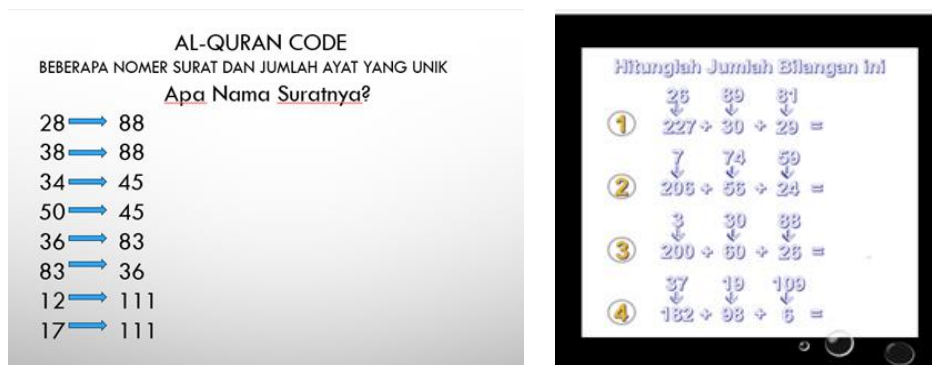 AL-QURAN CODE
BEBERAPA NOMER SURAT DAN JUMLAH AYAT YANG UNIK
Apa Nama Suratnya?
28 → 88
38 → 88
34 → 45
50 → 45
36 → 83
83 → 36
12 → 111
17 → 111
Hitunglah Jumlah Bilangan ini
26 89 81
↓ ↓ ↓
1 227 + 30 + 29 =
7 74 59
↓ ↓ ↓
2 206 + 56 + 24 =
3 30 88
↓ ↓ ↓
3 200 + 60 + 26 =
37 19 109
↓ ↓ ↓
4 182 + 98 + 6 =